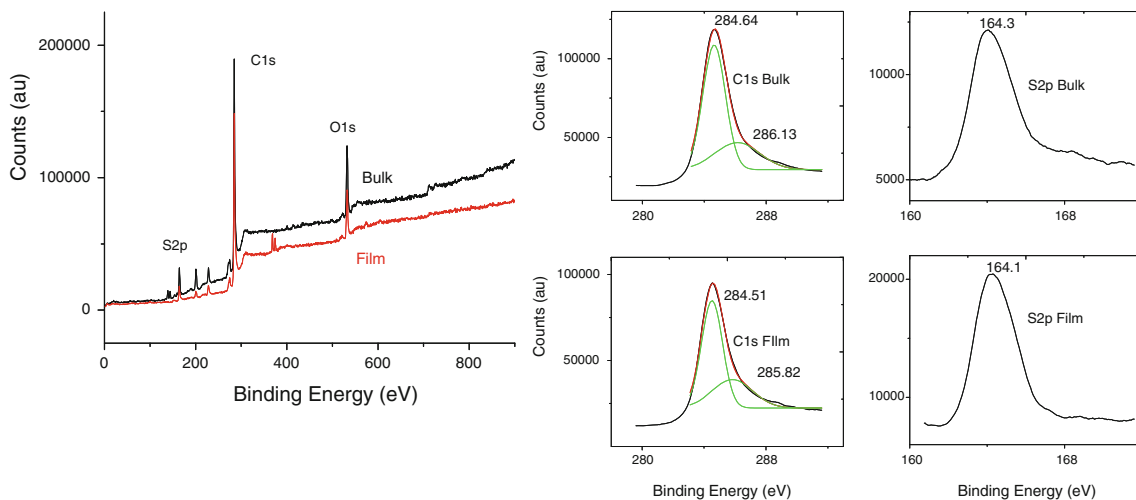 200000
100000
0
Counts (au)
C1s
O1s
Bulk
S2p
Film
0
200
400
600
800
Binding Energy (eV)
284.64
100000
50000
Counts (au)
C1s Bulk
286.13
280
288
164.3
10000
5000
S2p Bulk
160
168
100000
50000
Counts (au)
284.51
C1s FIlm
285.82
280
288
Binding Energy (eV)
164.1
20000
10000
S2p Film
160
168
Binding Energy (eV)